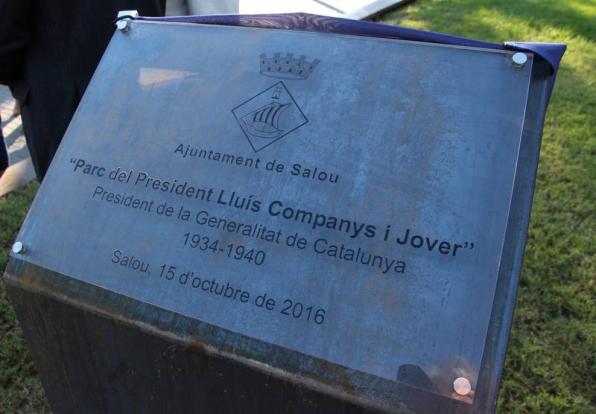 Ajuntament de Salou
"Parc del President Lluís Companys i Jover"
President de la Generalitat de Catalunya
1934-1940
Salou, 15 d'octubre de 2016